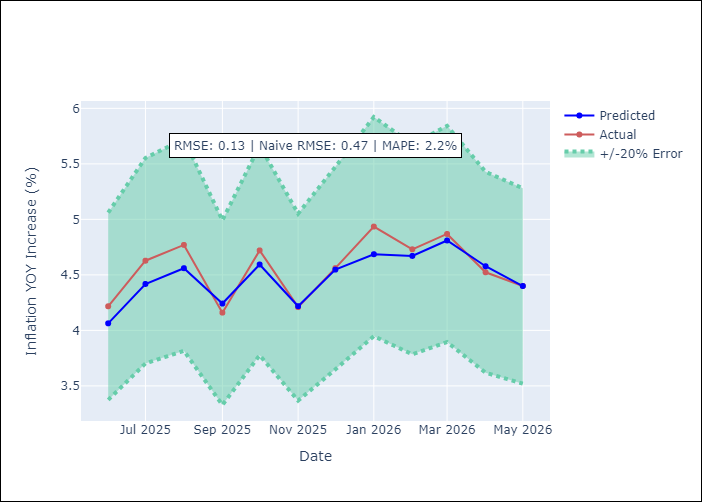 RMSE: 0.13 | Naive RMSE: 0.47 | MAPE: 2.2%
Predicted
Actual
+/-20% Error
6
5.5
5
4.5
4
3.5
Inflation YOY Increase (%)
Jul 2025 Sep 2025 Nov 2025 Jan 2026 Mar 2026 May 2026
Date